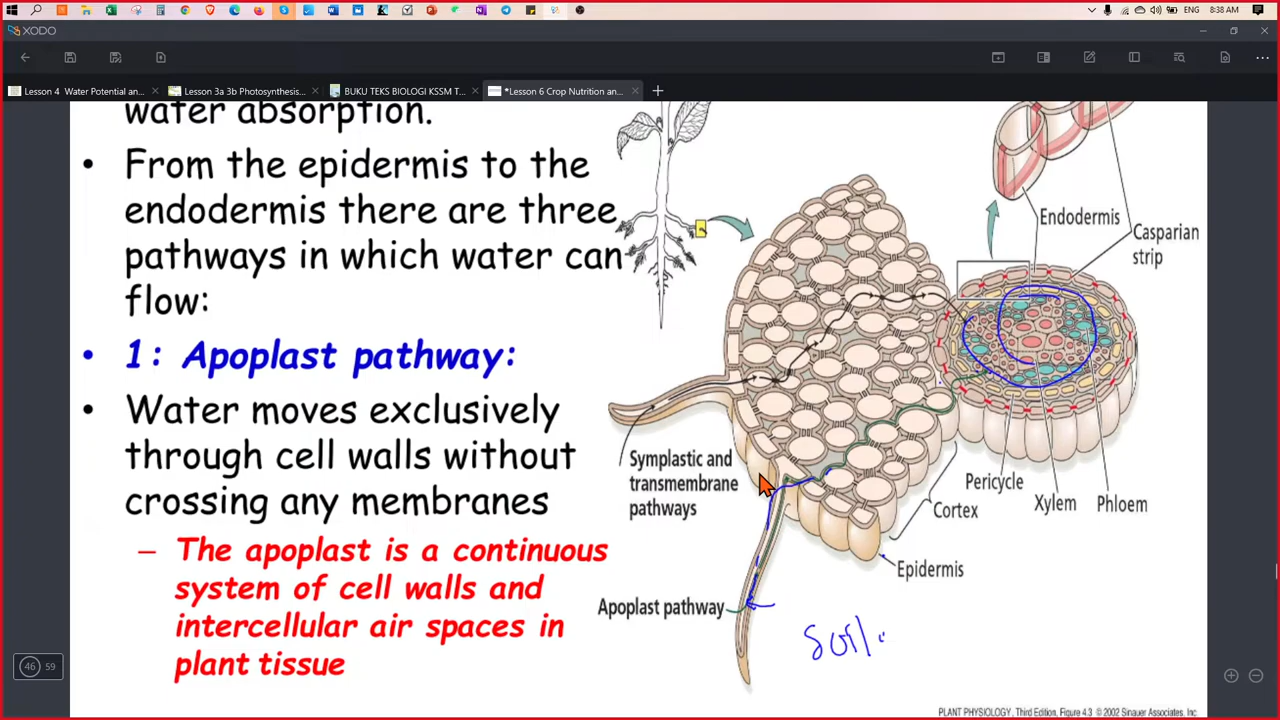 ENG
8:38 AM
XODO
Lesson 4 Water Potential an...
Lesson 3a 3b Photosynthesis...
BUKU TEKS BIOLOGI KSSM T...
*Lesson 6 Crop Nutrition an...
water absorption.
• From the epidermis to the
endodermis there are three
pathways in which water can
flow:
• 1: Apoplast pathway:
• Water moves exclusively
through cell walls without
crossing any membranes
– The apoplast is a continuous
system of cell walls and
intercellular air spaces in
plant tissue
Endodermis
Casparian
strip
Symplastic and
transmembrane
pathways
Pericycle
Xylem
Phloem
Cortex
Epidermis
Apoplast pathway
Soil
46 59
PLANT PHYSIOLOGY, Third Edition, Figure 4.3 © 2002 Sinauer Associates, Inc.